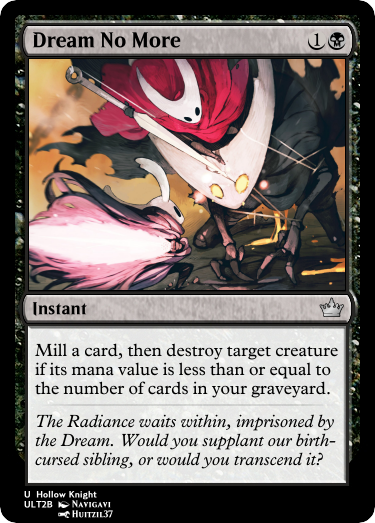 Dream No More 1
Instant
Mill a card, then destroy target creature
if its mana value is less than or equal to
the number of cards in your graveyard.
The Radiance waits within, imprisoned by
the Dream. Would you supplant our birth-
cursed sibling, or would you transcend it?
U Hollow Knight
ULT2B Navigavi
Huitzil37